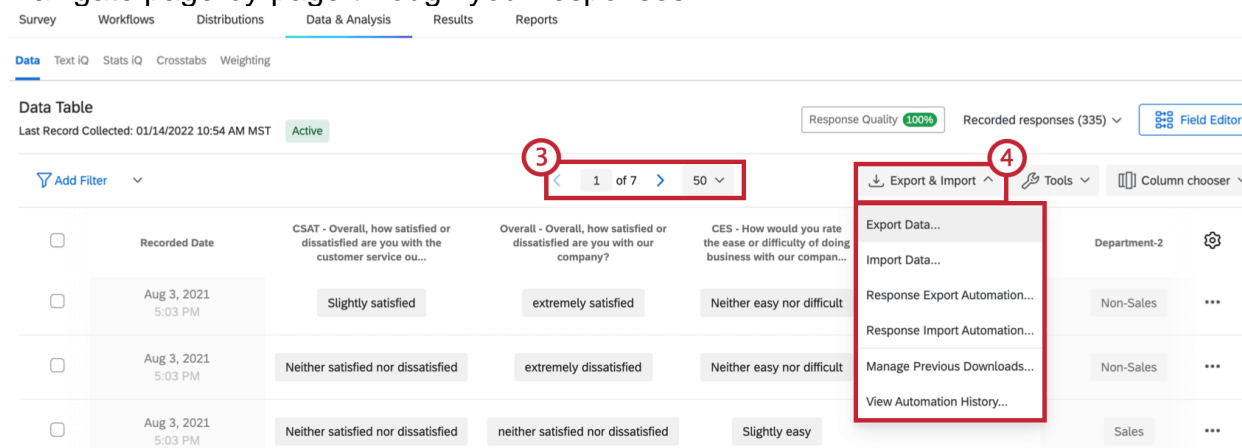 Survey Workflows Distributions Data & Analysis Results Reports
Data Text iQ Stats iQ Crosstabs Weighting
Data Table
Last Record Collected: 01/14/2022 10:54 AM MST Active
Response Quality 100% Recorded responses (335) Field Editor
3 4
Add Filter 1 of 7 50 Export & Import Tools Column chooser
Recorded Date
CSAT - Overall, how satisfied or
dissatisfied are you with the
customer service ou...
Overall - Overall, how satisfied or
dissatisfied are you with our
company?
CES - How would you rate
the ease or difficulty of doing
business with our compan...
Department-2
Export Data...
Import Data...
Response Export Automation...
Response Import Automation...
Manage Previous Downloads...
View Automation History...
Aug 3, 2021
5:03 PM
Slightly satisfied extremely satisfied Neither easy nor difficult Non-Sales
Aug 3, 2021
5:03 PM
Neither satisfied nor dissatisfied extremely dissatisfied Neither easy nor difficult Non-Sales
Aug 3, 2021
5:03 PM
Neither satisfied nor dissatisfied neither satisfied nor dissatisfied Slightly easy Sales